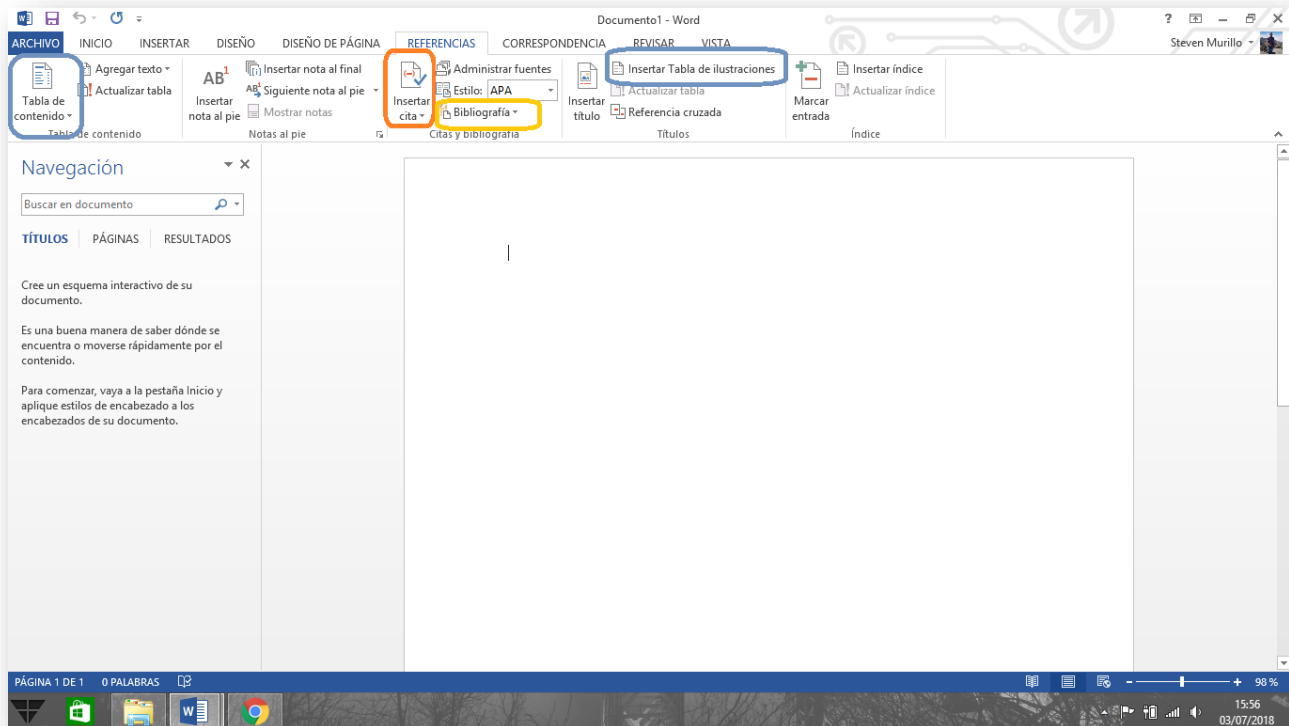 Documento1 - Word
?
ARCHIVO INICIO INSERTAR DISEÑO DISEÑO DE PÁGINA REFERENCIAS CORRESPONDENCIA REVISAR VISTA Steven Murillo
Tabla de
contenido
Agregar texto
Actualizar tabla
Tabla de contenido
AB1
Insertar
nota al pie
Insertar nota al final
AB1 Siguiente nota al pie
Mostrar notas
Notas al pie
Insertar
cita
Administrar fuentes
Estilo: APA
Bibliografía
Citas y bibliografía
Insertar
título
Insertar Tabla de ilustraciones
Actualizar tabla
Referencia cruzada
Títulos
Marcar
entrada
Insertar índice
Actualizar índice
Índice
Navegación
Buscar en documento
TÍTULOS PÁGINAS RESULTADOS
Cree un esquema interactivo de su
documento.
Es una buena manera de saber dónde se
encuentra o moverse rápidamente por el
contenido.
Para comenzar, vaya a la pestaña Inicio y
aplique estilos de encabezado a los
encabezados de su documento.
PÁGINA 1 DE 1 0 PALABRAS 98 %
15:56
03/07/2018